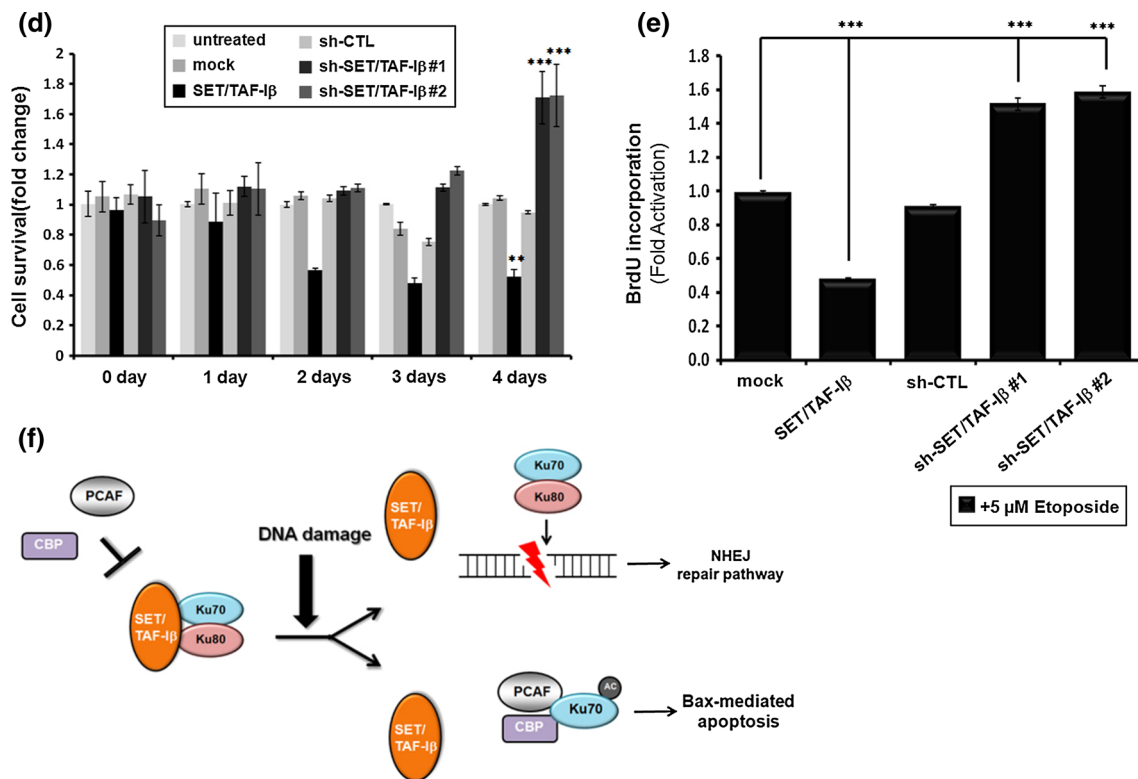 (d)
Cell survival(fold change)
2
1.8
1.6
1.4
1.2
1
0.8
0.6
0.4
0.2
0
untreated
mock
SET/TAF-Iβ
sh-CTL
sh-SET/TAF-Iβ#1
sh-SET/TAF-Iβ#2
***
***
**
0 day
1 day
2 days
3 days
4 days
(e)
BrdU incorporation
(Fold Activation)
1.8
1.6
1.4
1.2
1.0
0.8
0.6
0.4
0.2
0.0
***
***
***
mock
SET/TAF-Iβ
sh-CTL
sh-SET/TAF-Iβ #1
sh-SET/TAF-Iβ #2
+5 µM Etoposide
(f)
PCAF
CBP
SET/
TAF-Iβ
Ku70
Ku80
DNA damage
SET/
TAF-Iβ
Ku70
Ku80
NHEJ
repair pathway
SET/
TAF-Iβ
PCAF
CBP
Ku70
AC
Bax-mediated
apoptosis